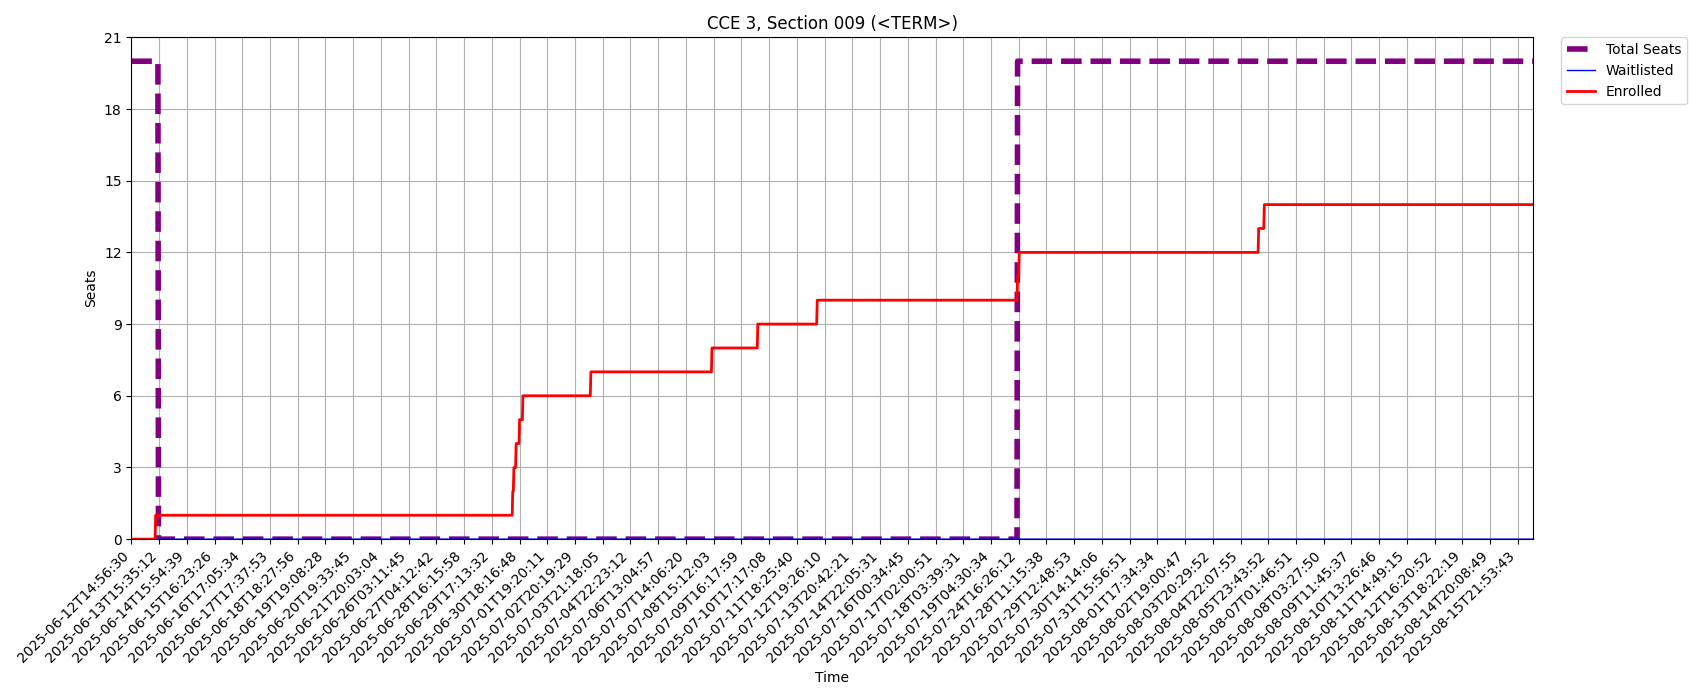 CCE 3, Section 009 (<TERM>)
Total Seats
Waitlisted
Enrolled
21
18
15
12
9
6
3
0
Seats
2025-06-12T14:56:30
2025-06-13T15:35:12
2025-06-14T15:54:39
2025-06-15T16:23:26
2025-06-16T17:05:34
2025-06-17T17:37:53
2025-06-18T18:27:56
2025-06-19T19:08:28
2025-06-20T19:33:45
2025-06-21T20:03:04
2025-06-26T03:11:45
2025-06-27T04:12:42
2025-06-28T16:15:58
2025-06-29T17:13:32
2025-06-30T18:16:48
2025-07-01T19:20:11
2025-07-02T20:19:29
2025-07-03T21:18:05
2025-07-04T22:23:12
2025-07-06T13:04:57
2025-07-07T14:06:20
2025-07-08T15:12:03
2025-07-09T16:17:59
2025-07-10T17:17:08
2025-07-11T18:25:40
2025-07-12T19:26:10
2025-07-13T20:42:21
2025-07-14T22:05:31
2025-07-16T00:34:45
2025-07-17T02:00:51
2025-07-18T03:39:31
2025-07-19T04:30:34
2025-07-24T16:26:12
2025-07-28T11:15:38
2025-07-29T12:48:53
2025-07-30T14:14:06
2025-07-31T15:56:51
2025-08-01T17:34:34
2025-08-02T19:00:47
2025-08-03T20:29:52
2025-08-04T22:07:55
2025-08-05T23:43:52
2025-08-07T01:46:51
2025-08-08T03:27:50
2025-08-09T11:45:37
2025-08-10T13:26:46
2025-08-11T14:49:15
2025-08-12T16:20:52
2025-08-13T18:22:19
2025-08-14T20:08:49
2025-08-15T21:53:43
Time